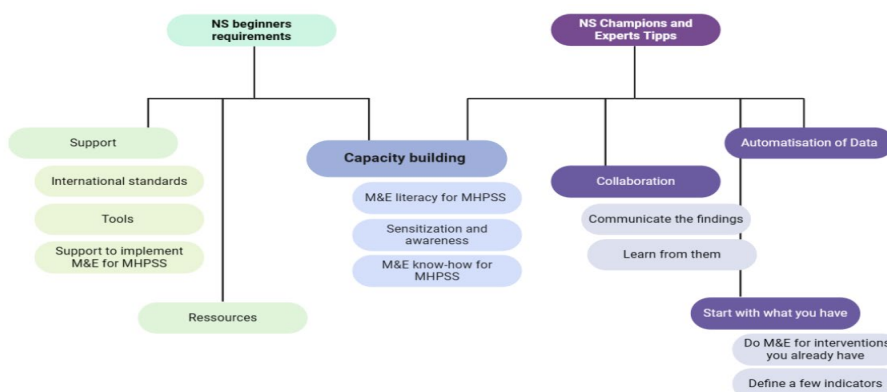 NS beginners
requirements
NS Champions and
Experts Tipps
Support
International standards
Tools
Support to implement
M&E for MHPSS
Ressources
Capacity building
M&E literacy for MHPSS
Sensitization and
awareness
M&E know-how for
MHPSS
Collaboration
Communicate the findings
Learn from them
Automatisation of Data
Start with what you have
Do M&E for interventions
you already have
Define a few indicators